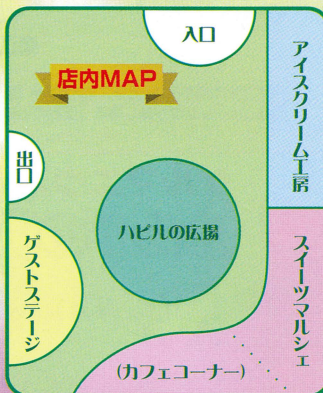 入口
店内MAP
アイスクリーム工房
出口
ハピルの広場
ゲストステージ
スイーツマルシェ
(カフェコーナー)